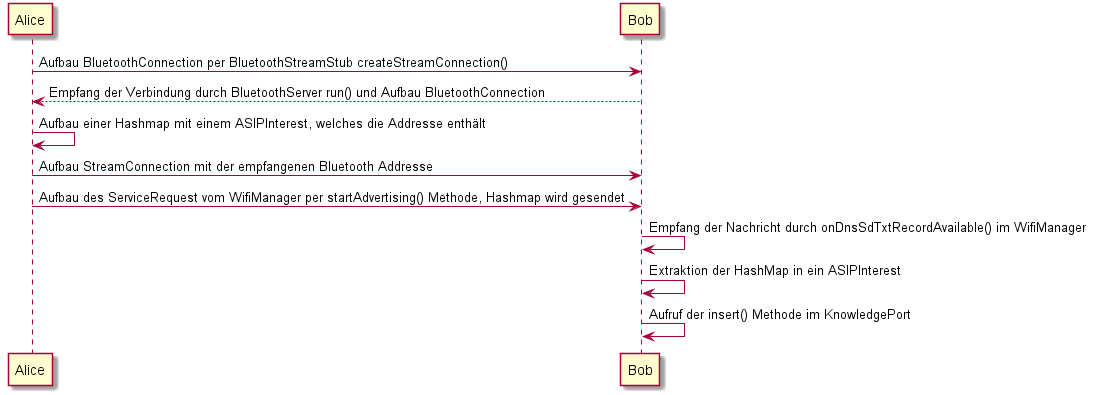 Alice
Bob
Aufbau BluetoothConnection per BluetoothStreamStub createStreamConnection()
Empfang der Verbindung durch BluetoothServer run() und Aufbau BluetoothConnection
Aufbau einer Hashmap mit einem ASIPInterest, welches die Addresse enthält
Aufbau StreamConnection mit der empfangenen Bluetooth Addresse
Aufbau des ServiceRequest vom WifiManager per startAdvertising() Methode, Hashmap wird gesendet
Empfang der Nachricht durch onDnsSdTxtRecordAvailable() im WifiManager
Extraktion der HashMap in ein ASIPInterest
Aufruf der insert() Methode im KnowledgePort
Alice
Bob